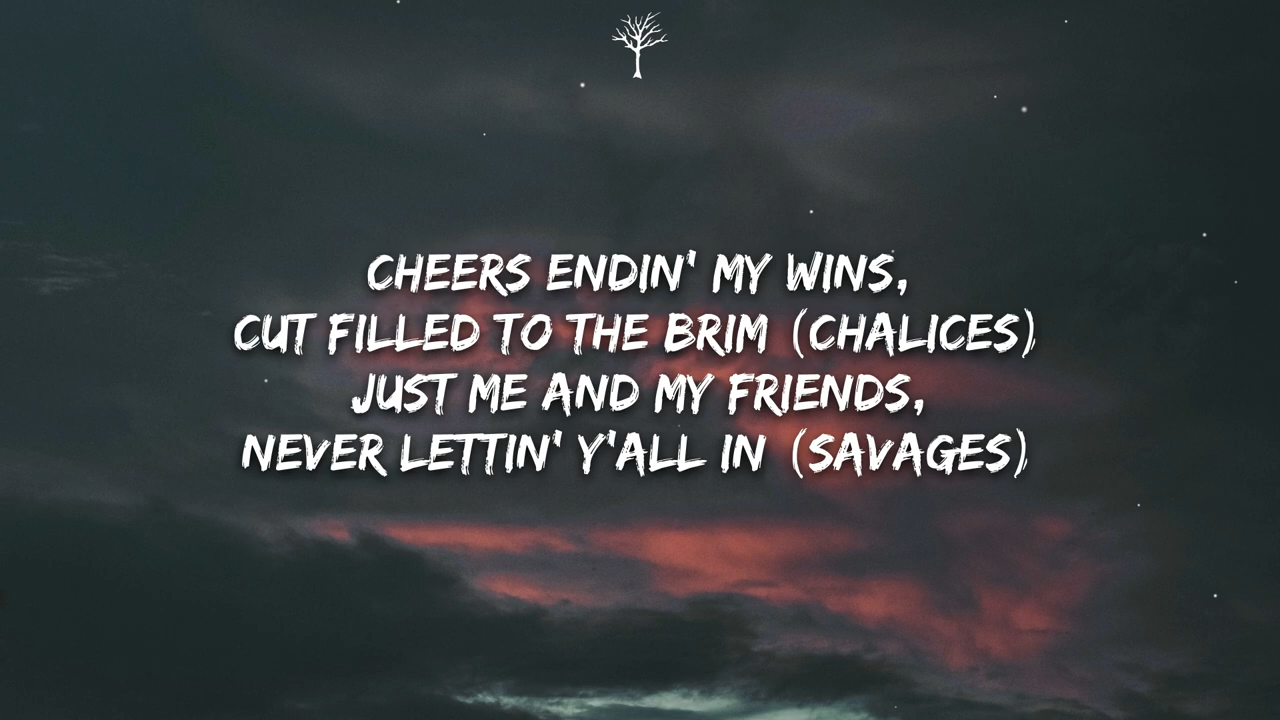 CHEERS ENDIN' MY WINS,
CUT FILLED TO THE BRIM (CHALICES)
JUST ME AND MY FRIENDS,
NEVER LETTIN' Y'ALL IN (SAVAGES)